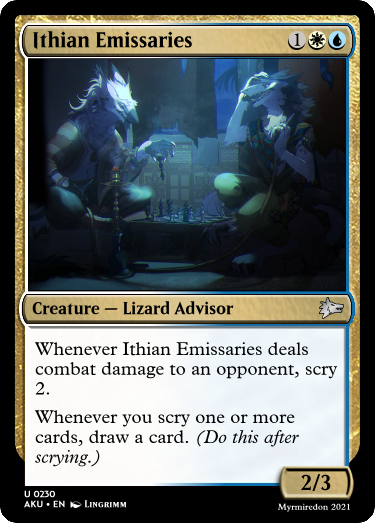 Ithian Emissaries 1
Creature — Lizard Advisor
Whenever Ithian Emissaries deals
combat damage to an opponent, scry
2.
Whenever you scry one or more
cards, draw a card. (Do this after
scrying.)
2/3
U 0230
AKU • EN Lingrimm
Myrmiredon 2021